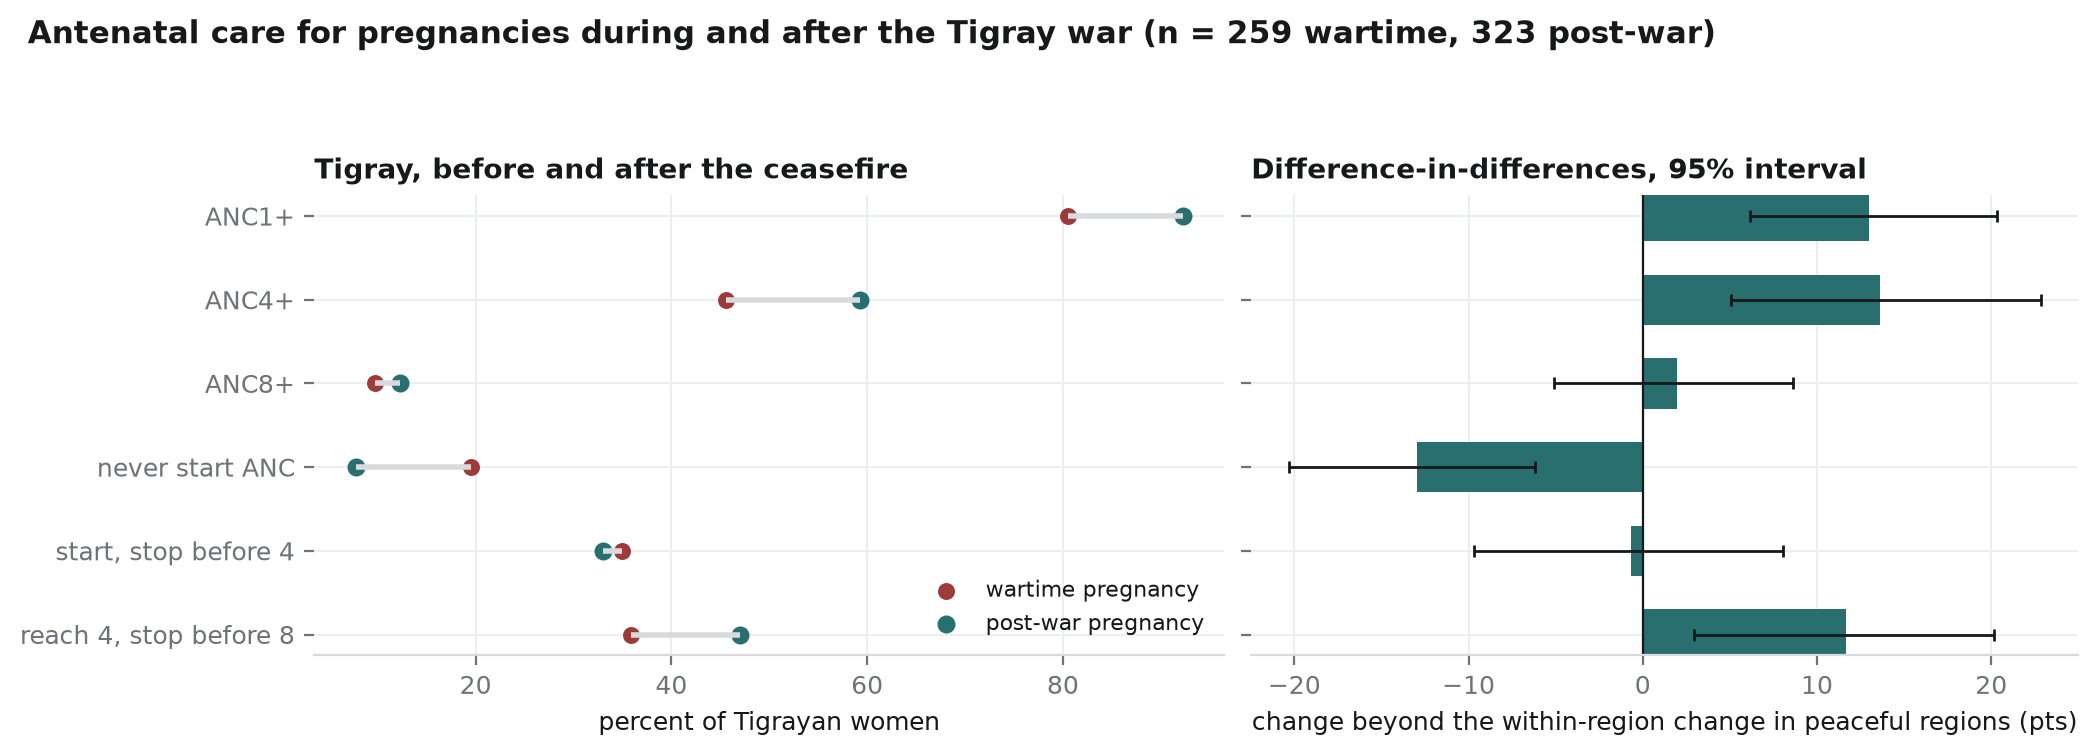 Antenatal care for pregnancies during and after the Tigray war (n = 259 wartime, 323 post-war)
Tigray, before and after the ceasefire
ANC1+
ANC4+
ANC8+
never start ANC
start, stop before 4
reach 4, stop before 8
wartime pregnancy
post-war pregnancy
20 40 60 80
percent of Tigrayan women
Difference-in-differences, 95% interval
−20 −10 0 10 20
change beyond the within-region change in peaceful regions (pts)